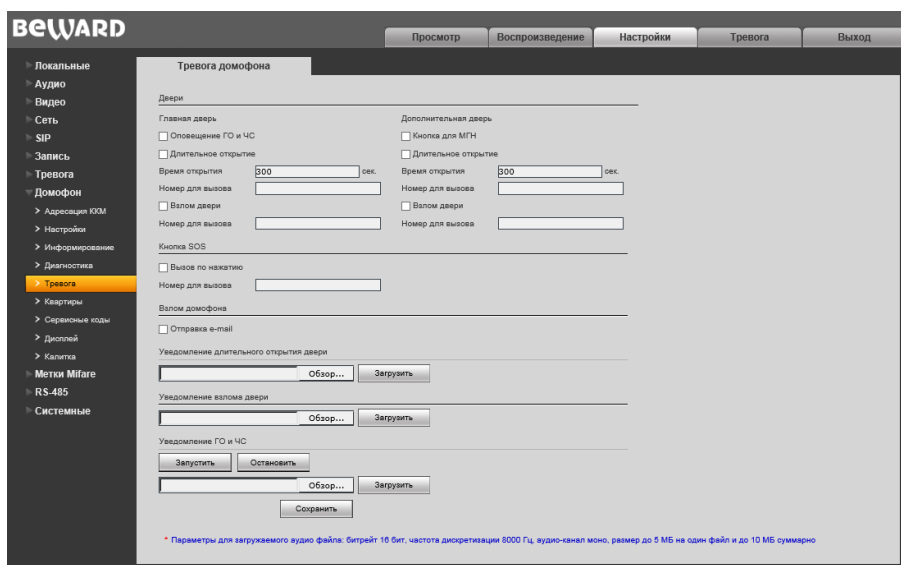 BEWARD
Просмотр Воспроизведение Настройки Тревога Выход
Локальные
Аудио
Видео
Сеть
SIP
Запись
Тревога
Домофон
Адресация ККМ
Настройки
Информирование
Диагностика
Тревога
Квартиры
Сервисные коды
Дисплей
Калитка
Метки Mifare
RS-485
Системные
Тревога домофона
Двери
Главная дверь Дополнительная дверь
Оповещение ГО и ЧС Кнопка для МГН
Длительное открытие Длительное открытие
Время открытия 300 сек. Время открытия 300 сек.
Номер для вызова Номер для вызова
Взлом двери Взлом двери
Номер для вызова Номер для вызова
Кнопка SOS
Вызов по нажатию
Номер для вызова
Взлом домофона
Отправка e-mail
Уведомление длительного открытия двери
Обзор... Загрузить
Уведомление взлома двери
Обзор... Загрузить
Уведомление ГО и ЧС
Запустить Остановить
Обзор... Загрузить
Сохранить
* Параметры для загружаемого аудио файла: битрейт 16 бит, частота дискретизации 8000 Гц, аудио-канал моно, размер до 5 МБ на один файл и до 10 МБ суммарно